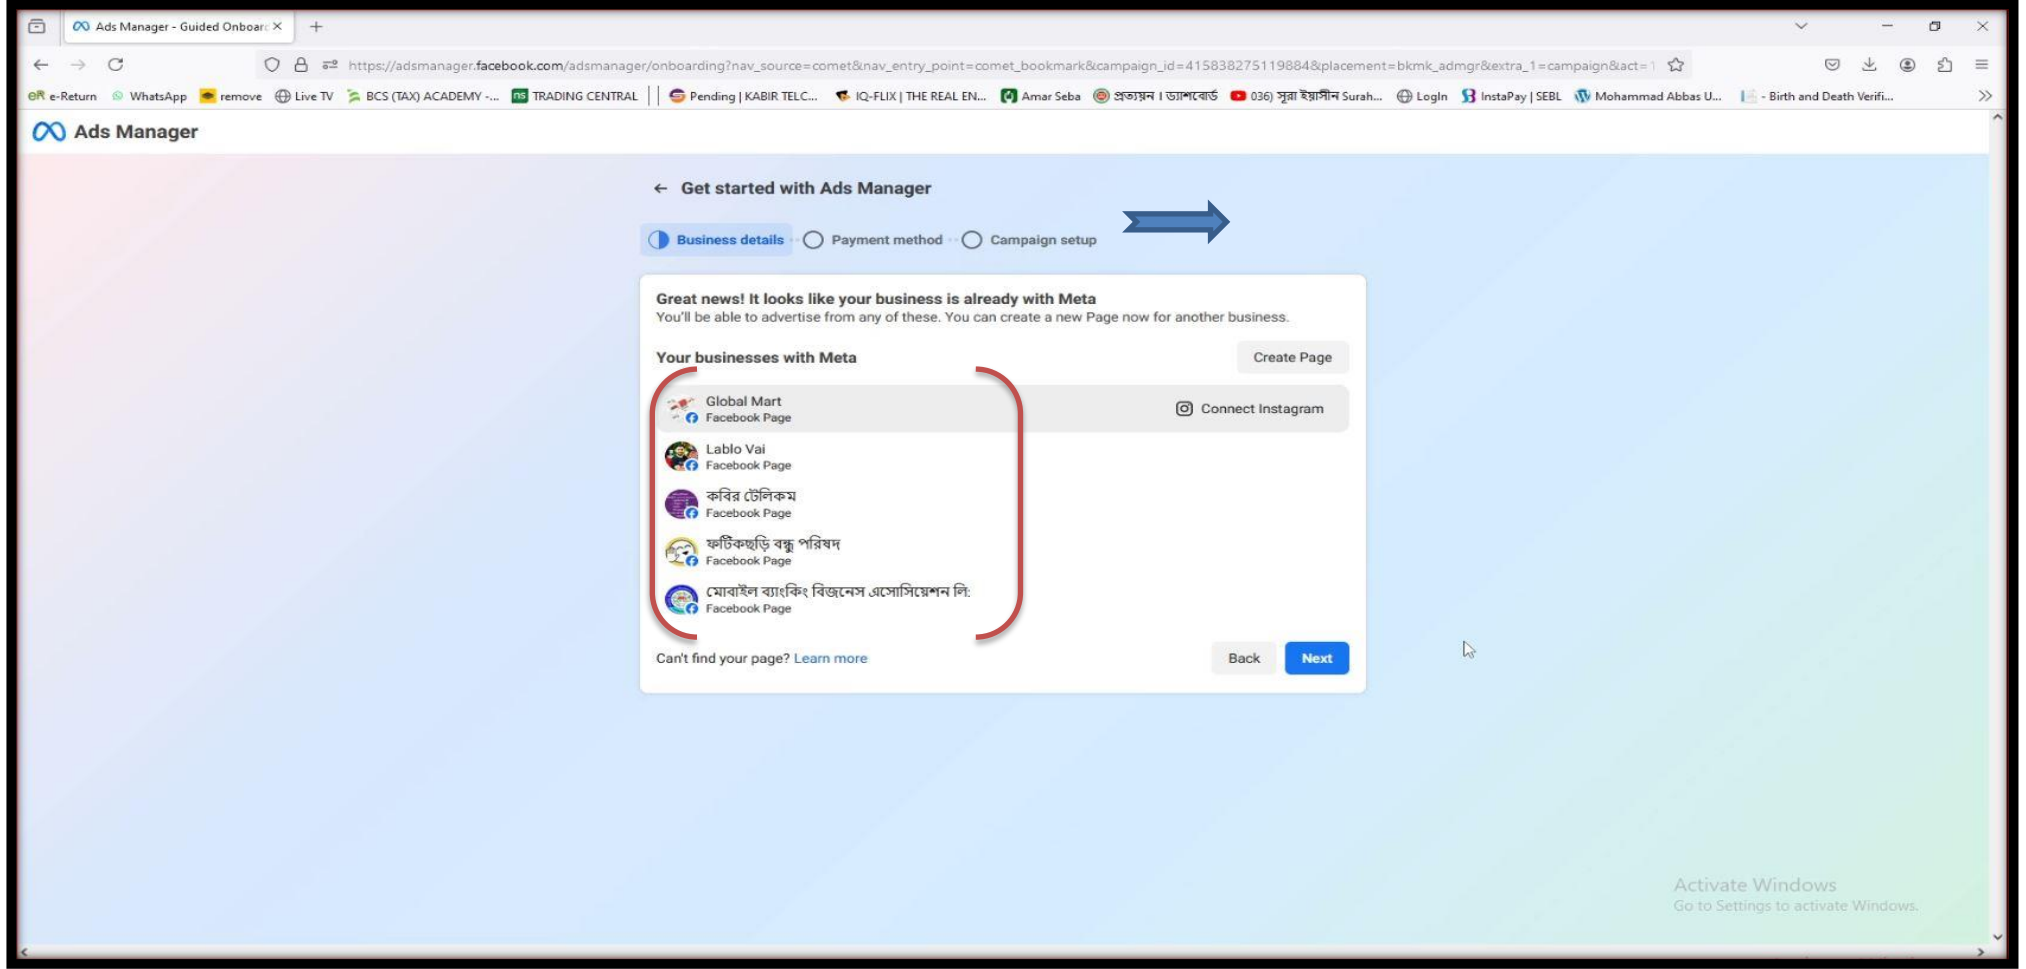 Ads Manager - Guided Onboard
https://adsmanager.facebook.com/adsmanager/onboarding?nav_source=comet&nav_entry_point=comet_bookmark&campaign_id=415838275119884&placement=bkmk_admgr&extra_1=campaign&act=1
eR e-Return WhatsApp remove Live TV BCS (TAX) ACADEMY -... ns TRADING CENTRAL Pending | KABIR TELC... IQ-FLIX | THE REAL EN... Amar Seba প্রত্যয়ন । ড্যাশবোর্ড 036) সূরা ইয়াসীন Surah... LogIn InstaPay | SEBL Mohammad Abbas U... - Birth and Death Verifi...
Ads Manager
Get started with Ads Manager
Business details Payment method Campaign setup
Great news! It looks like your business is already with Meta
You'll be able to advertise from any of these. You can create a new Page now for another business.
Your businesses with Meta Create Page
Global Mart
Facebook Page
Connect Instagram
Lablo Vai
Facebook Page
কবির টেলিকম
Facebook Page
ফটিকছড়ি বন্ধু পরিষদ
Facebook Page
মোবাইল ব্যাংকিং বিজনেস এসোসিয়েশন লি:
Facebook Page
Can't find your page? Learn more Back Next
Activate Windows
Go to Settings to activate Windows.